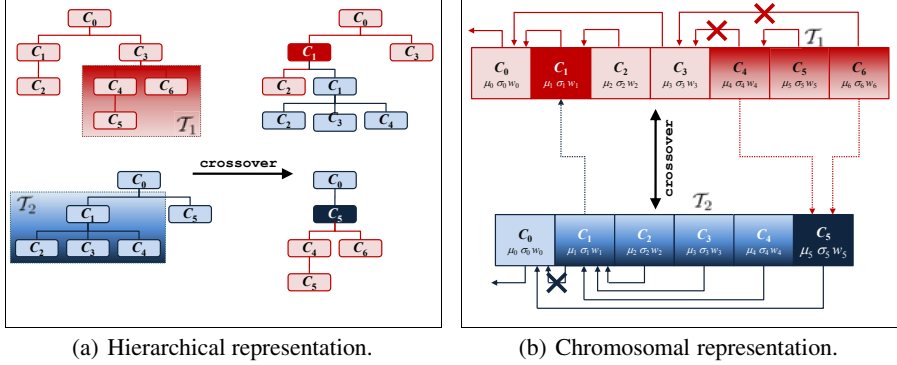 C0
C1
C3
C2
C4
C6
C5
T1
C0
C1
C3
C2
C1
C2
C3
C4
crossover
T2
C0
C1
C5
C2
C3
C4
C0
C5
C4
C6
C5
(a) Hierarchical representation.
T1
C0
μ0 σ0 w0
C1
μ1 σ1 w1
C2
μ2 σ2 w2
C3
μ3 σ3 w3
C4
μ4 σ4 w4
C5
μ5 σ5 w5
C6
μ6 σ6 w6
crossover
T2
C0
μ0 σ0 w0
C1
μ1 σ1 w1
C2
μ2 σ2 w2
C3
μ3 σ3 w3
C4
μ4 σ4 w4
C5
μ5 σ5 w5
(b) Chromosomal representation.